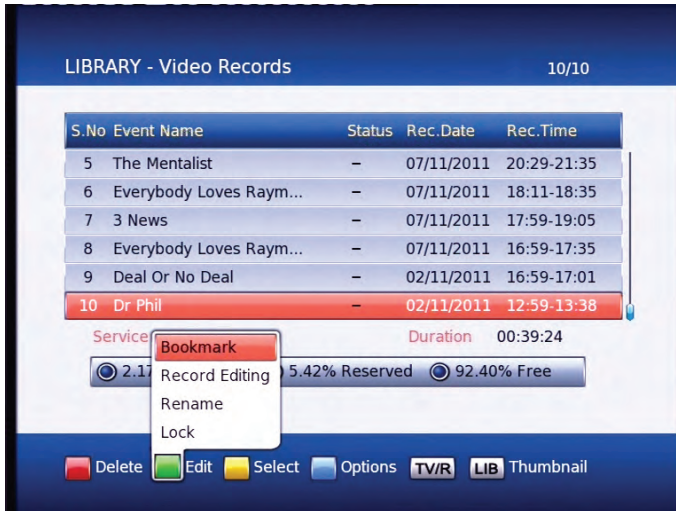 LIBRARY - Video Records 10/10
S.No Event Name Status Rec.Date Rec.Time
5 The Mentalist – 07/11/2011 20:29-21:35
6 Everybody Loves Raym... – 07/11/2011 18:11-18:35
7 3 News – 07/11/2011 17:59-19:05
8 Everybody Loves Raym... – 07/11/2011 16:59-17:35
9 Deal Or No Deal – 02/11/2011 16:59-17:01
10 Dr Phil – 02/11/2011 12:59-13:38
Service Duration 00:39:24
Bookmark
5.42% Reserved 92.40% Free
Record Editing
Rename
Lock
Delete Edit Select Options TV/R LIB Thumbnail